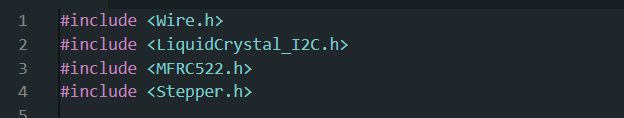 1 #include <Wire.h>
2 #include <LiquidCrystal_I2C.h>
3 #include <MFRC522.h>
4 #include <Stepper.h>
5